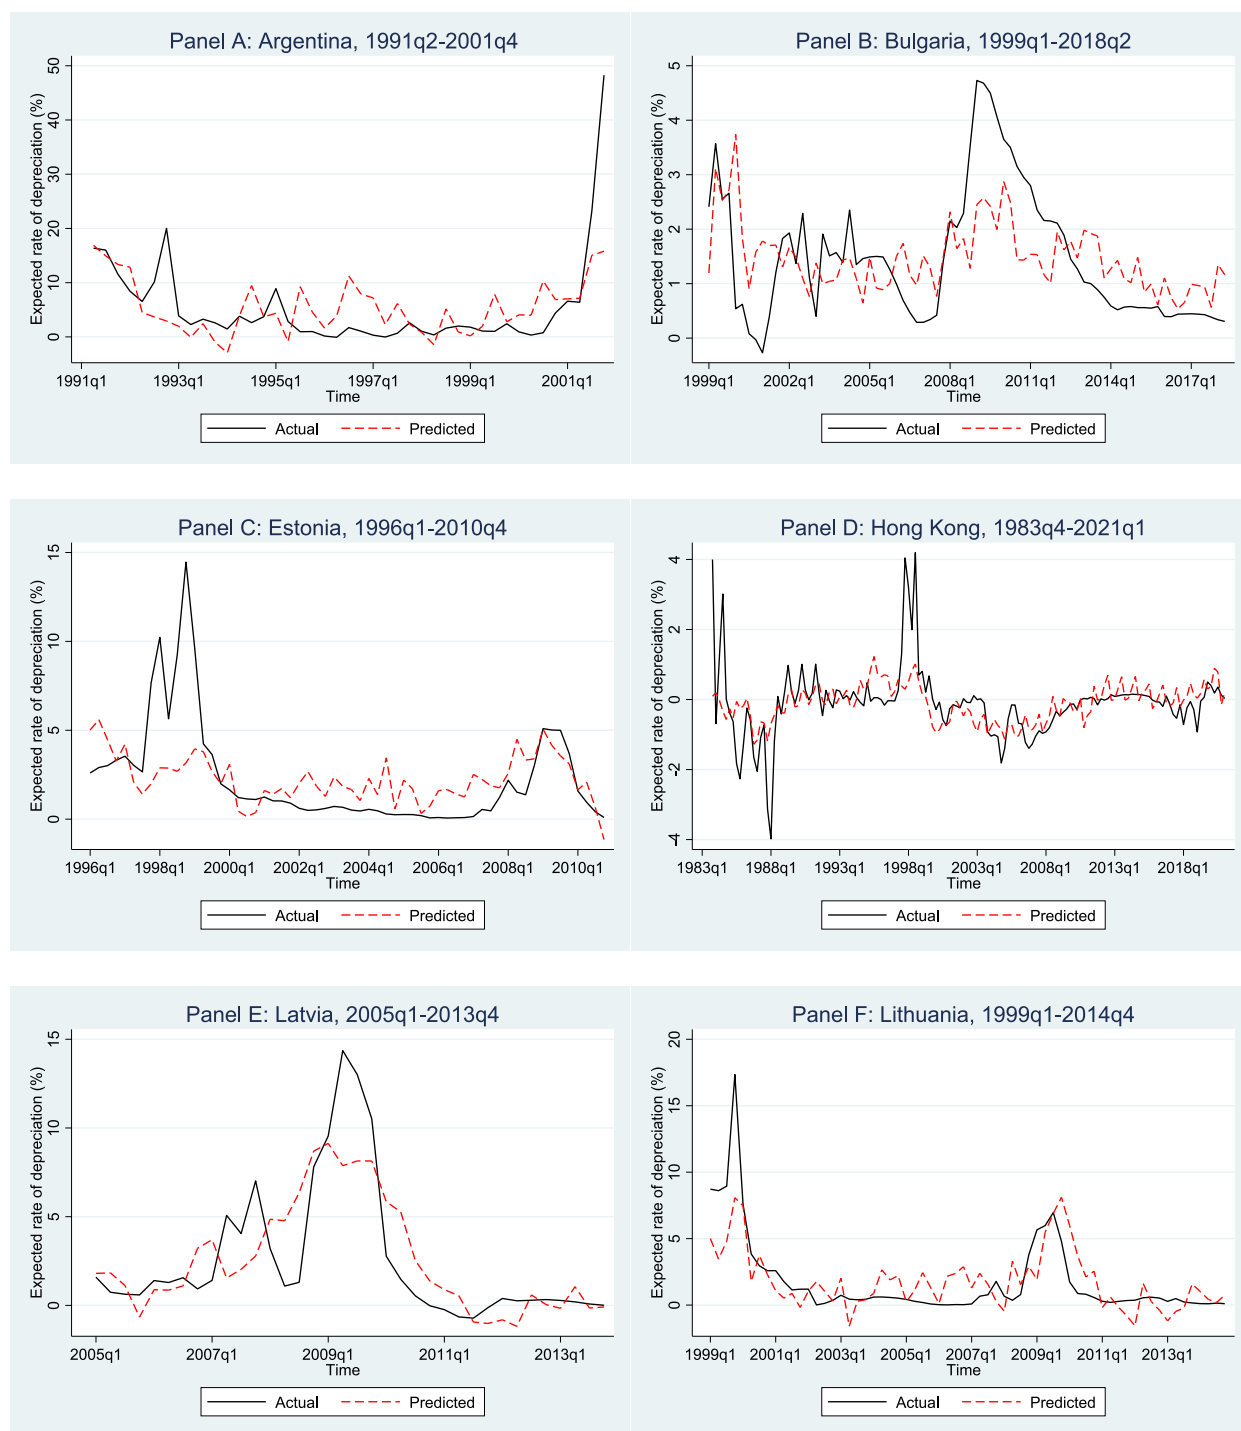 Panel A: Argentina, 1991q2-2001q4
Expected rate of depreciation (%)
50
40
30
20
10
0
1991q1 1993q1 1995q1 1997q1 1999q1 2001q1
Time
Actual Predicted
Panel B: Bulgaria, 1999q1-2018q2
Expected rate of depreciation (%)
5
4
3
2
1
0
1999q1 2002q1 2005q1 2008q1 2011q1 2014q1 2017q1
Time
Actual Predicted
Panel C: Estonia, 1996q1-2010q4
Expected rate of depreciation (%)
15
10
5
0
1996q1 1998q1 2000q1 2002q1 2004q1 2006q1 2008q1 2010q1
Time
Actual Predicted
Panel D: Hong Kong, 1983q4-2021q1
Expected rate of depreciation (%)
4
2
0
-2
-4
1983q1 1988q1 1993q1 1998q1 2003q1 2008q1 2013q1 2018q1
Time
Actual Predicted
Panel E: Latvia, 2005q1-2013q4
Expected rate of depreciation (%)
15
10
5
0
2005q1 2007q1 2009q1 2011q1 2013q1
Time
Actual Predicted
Panel F: Lithuania, 1999q1-2014q4
Expected rate of depreciation (%)
20
15
10
5
0
1999q1 2001q1 2003q1 2005q1 2007q1 2009q1 2011q1 2013q1
Time
Actual Predicted